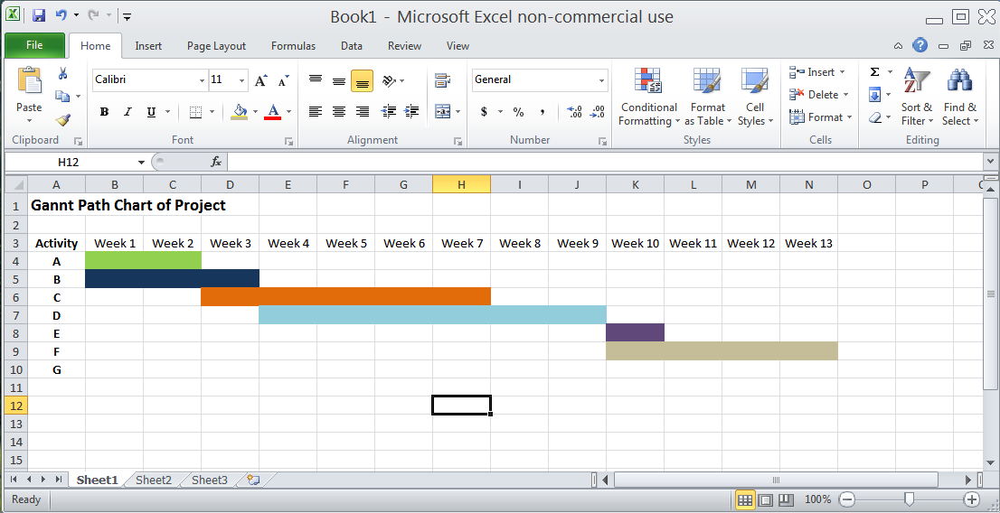 Book1 - Microsoft Excel non-commercial use
File Home Insert Page Layout Formulas Data Review View
Calibri 11 General Insert
Paste B I U $ % , Conditional Formatting Format as Table Cell Styles Delete Sort & Filter Find & Select
Format
Clipboard Font Alignment Number Styles Cells Editing
H12 fx
A B C D E F G H I J K L M N O P
1 Gannt Path Chart of Project
2
3 Activity Week 1 Week 2 Week 3 Week 4 Week 5 Week 6 Week 7 Week 8 Week 9 Week 10 Week 11 Week 12 Week 13
4 A
5 B
6 C
7 D
8 E
9 F
10 G
11
12
13
14
15
Sheet1 Sheet2 Sheet3
Ready 100%